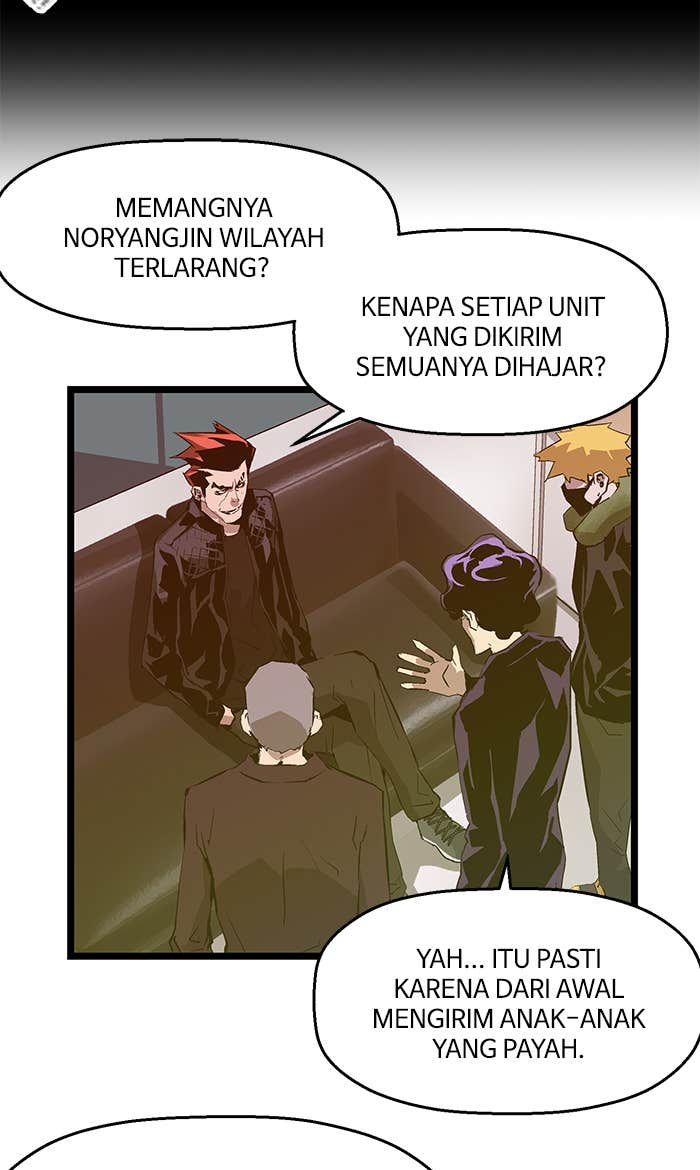 MEMANGNYA
NORYANGJIN WILAYAH
TERLARANG?
KENAPA SETIAP UNIT
YANG DIKIRIM
SEMUANYA DIHAJAR?
YAH... ITU PASTI
KARENA DARI AWAL
MENGIRIM ANAK-ANAK
YANG PAYAH.